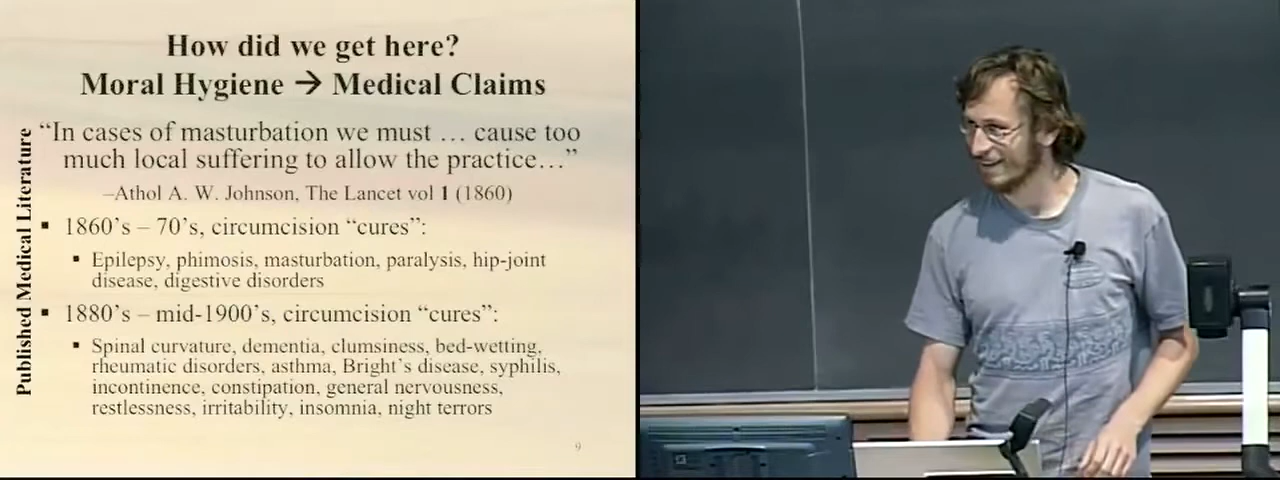 How did we get here?
Moral Hygiene → Medical Claims
Published Medical Literature
“In cases of masturbation we must … cause too
much local suffering to allow the practice…”
–Athol A. W. Johnson, The Lancet vol 1 (1860)
▪ 1860's – 70's, circumcision “cures”:
▪ Epilepsy, phimosis, masturbation, paralysis, hip-joint
disease, digestive disorders
▪ 1880's – mid-1900's, circumcision “cures”:
▪ Spinal curvature, dementia, clumsiness, bed-wetting,
rheumatic disorders, asthma, Bright's disease, syphilis,
incontinence, constipation, general nervousness,
restlessness, irritability, insomnia, night terrors
9